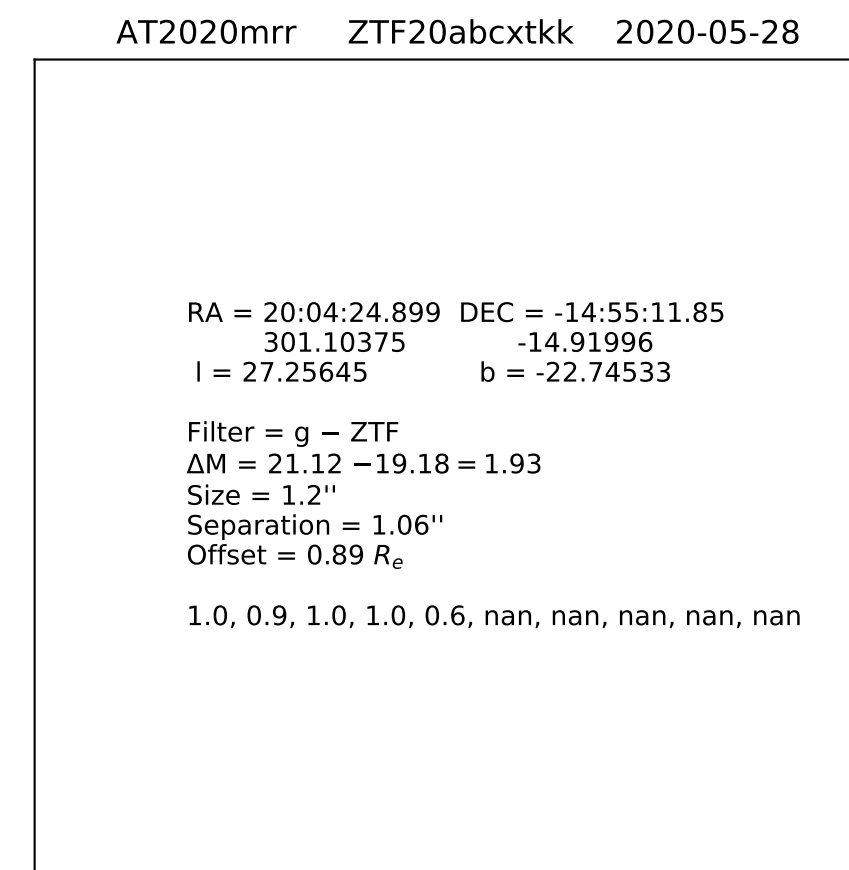 AT2020mrr ZTF20abcxtkk 2020-05-28
RA = 20:04:24.899 DEC = -14:55:11.85
301.10375 -14.91996
l = 27.25645 b = -22.74533
Filter = g − ZTF
ΔM = 21.12 −19.18 = 1.93
Size = 1.2''
Separation = 1.06''
Offset = 0.89 Rₑ
1.0, 0.9, 1.0, 1.0, 0.6, nan, nan, nan, nan, nan